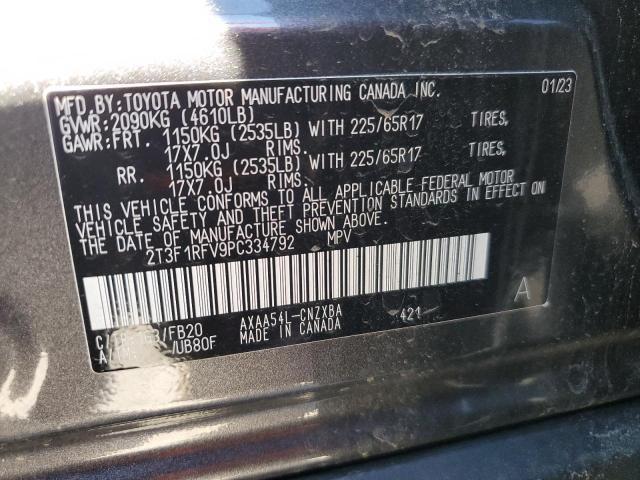 MFD. BY: TOYOTA MOTOR MANUFACTURING CANADA, INC. 01/23
GVWR: 2090KG (4610LB)
GAWR: FRT. 1150KG (2535LB) WITH 225/65R17 TIRES,
17X7.0J RIMS,
RR. 1150KG (2535LB) WITH 225/65R17 TIRES,
17X7.0J RIMS.
THIS VEHICLE CONFORMS TO ALL APPLICABLE FEDERAL MOTOR
VEHICLE SAFETY AND THEFT PREVENTION STANDARDS IN EFFECT ON
THE DATE OF MANUFACTURE SHOWN ABOVE.
2T3F1RFV9PC334792 MPV
A
/FB20 AXAA54L-CNZXBA 421
/UB80F MADE IN CANADA